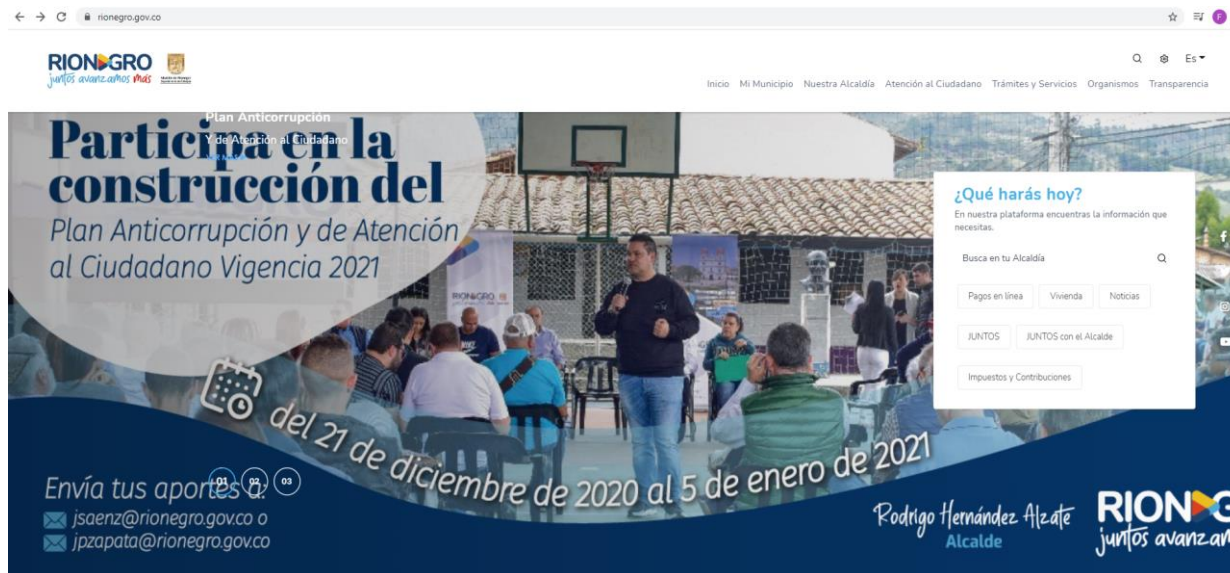 rionegro.gov.co
F
RIONEGRO
juntos avanzamos más
Es
Inicio Mi Municipio Nuestra Alcaldía Atención al Ciudadano Trámites y Servicios Organismos Transparencia
Plan Anticorrupción
Y de Atención al Ciudadano
Participa en la
construcción del
Plan Anticorrupción y de Atención
al Ciudadano Vigencia 2021
¿Qué harás hoy?
En nuestra plataforma encuentras la información que
necesitas.
Busca en tu Alcaldía
Pagos en línea Vivienda Noticias
JUNTOS JUNTOS con el Alcalde
Impuestos y Contribuciones
RIONEGRO
del 21 de diciembre de 2020 al 5 de enero de 2021
Envía tus aportes a:
01 02 03
jsaenz@rionegro.gov.co o
jpzapata@rionegro.gov.co
Rodrigo Hernández Alzate
Alcalde
RION
juntos avanzam